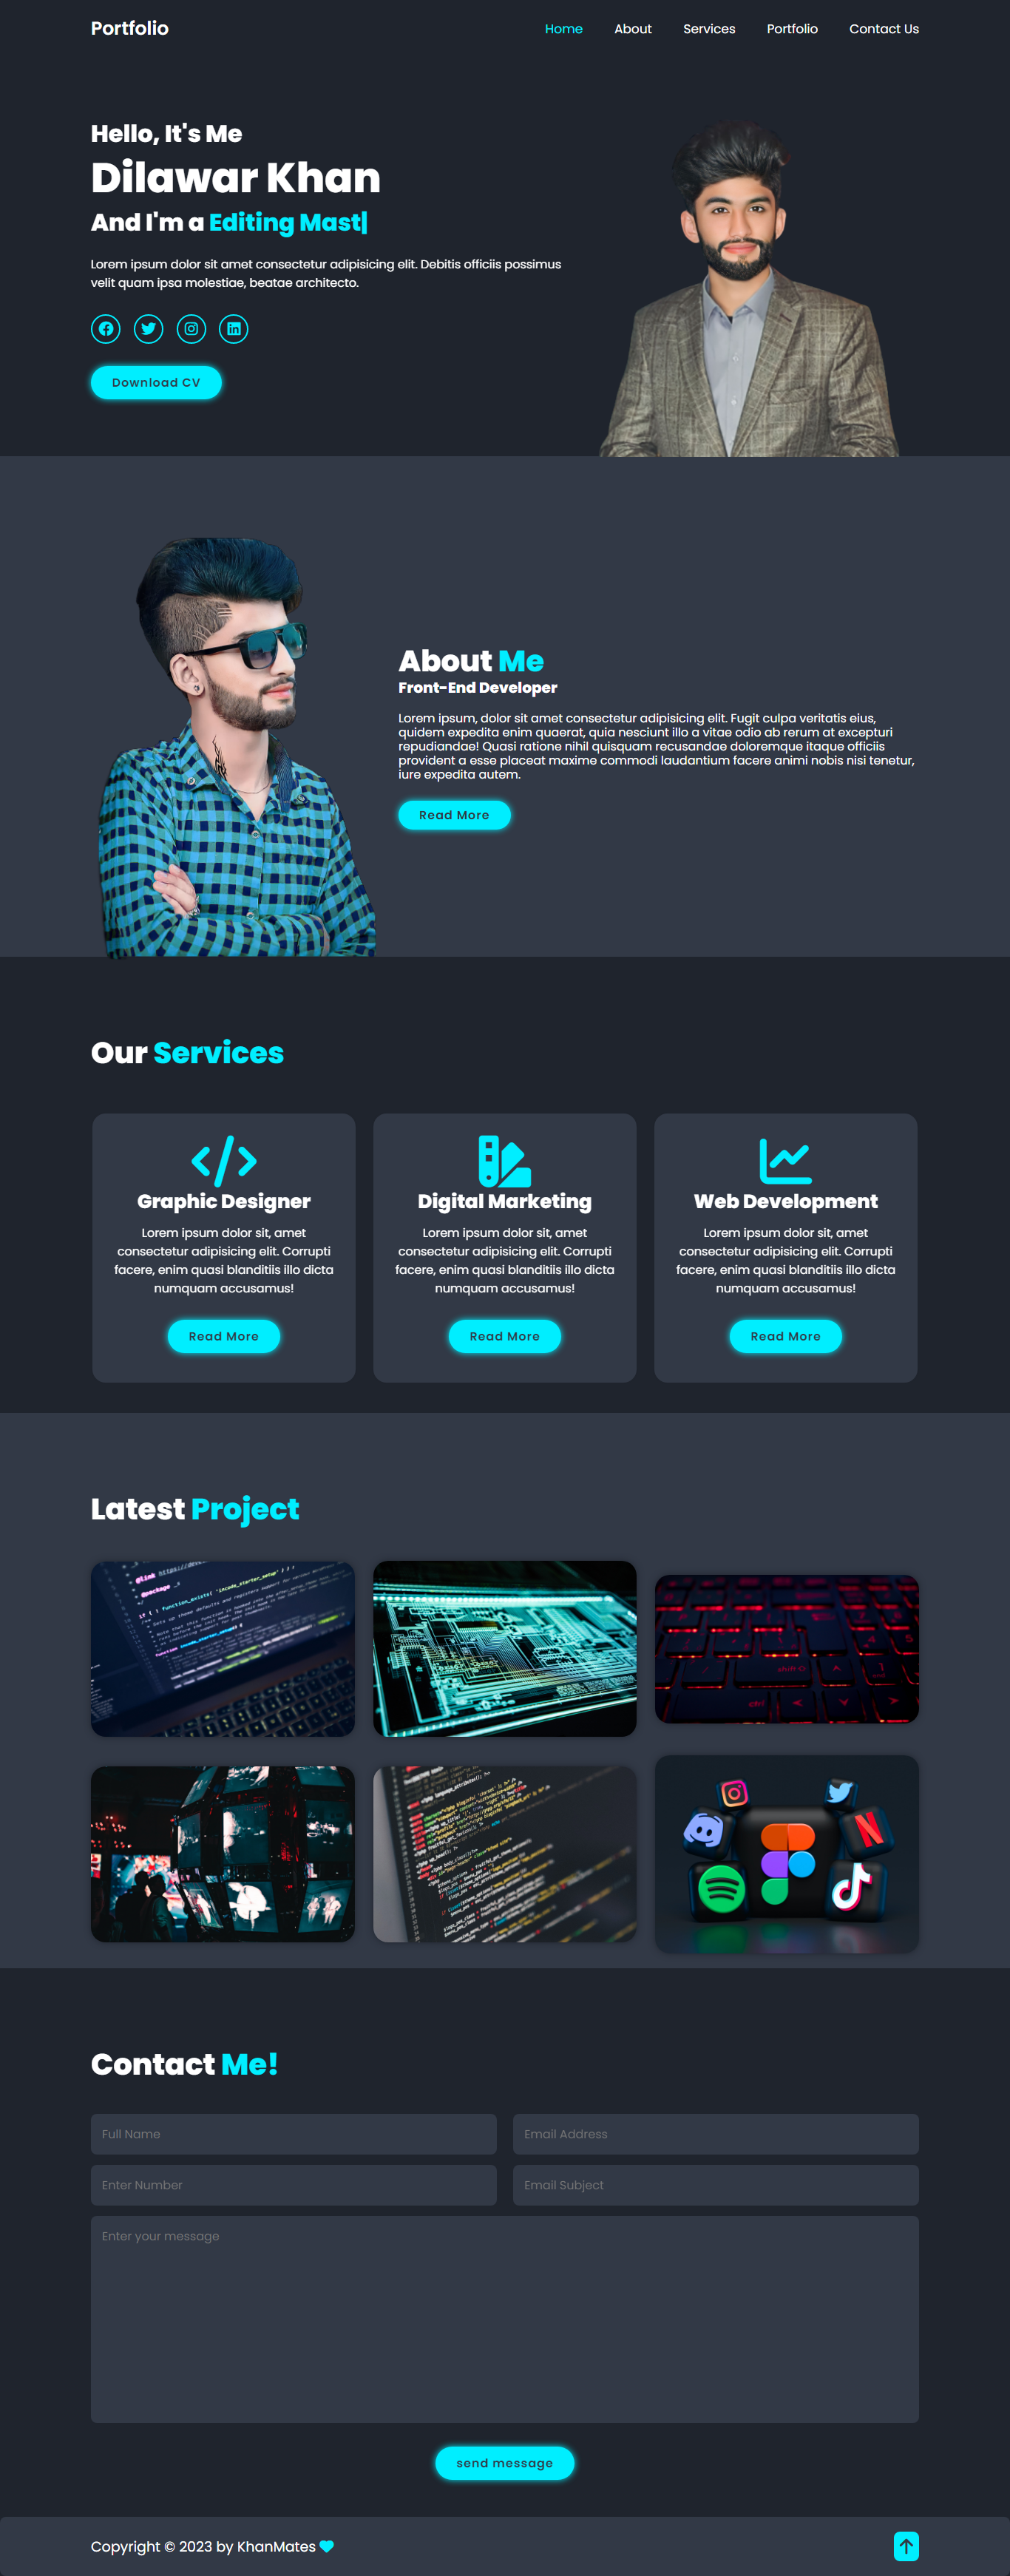 Portfolio
Home About Services Portfolio Contact Us
Hello, It's Me
Dilawar Khan
And I'm a Editing Mast|
Lorem ipsum dolor sit amet consectetur adipisicing elit. Debitis officiis possimus
velit quam ipsa molestiae, beatae architecto.
Download CV
About Me
Front-End Developer
Lorem ipsum, dolor sit amet consectetur adipisicing elit. Fugit culpa veritatis eius,
quidem expedita enim quaerat, quia nesciunt illo a vitae odio ab rerum at excepturi
repudiandae! Quasi ratione nihil quisquam recusandae doloremque itaque officiis
provident a esse placeat maxime commodi laudantium facere animi nobis nisi tenetur,
iure expedita autem.
Read More
Our Services
Graphic Designer
Lorem ipsum dolor sit, amet
consectetur adipisicing elit. Corrupti
facere, enim quasi blanditiis illo dicta
numquam accusamus!
Read More
Digital Marketing
Lorem ipsum dolor sit, amet
consectetur adipisicing elit. Corrupti
facere, enim quasi blanditiis illo dicta
numquam accusamus!
Read More
Web Development
Lorem ipsum dolor sit, amet
consectetur adipisicing elit. Corrupti
facere, enim quasi blanditiis illo dicta
numquam accusamus!
Read More
Latest Project
@link
@package
shift
ctrl
Contact Me!
Full Name
Email Address
Enter Number
Email Subject
Enter your message
send message
Copyright © 2023 by KhanMates